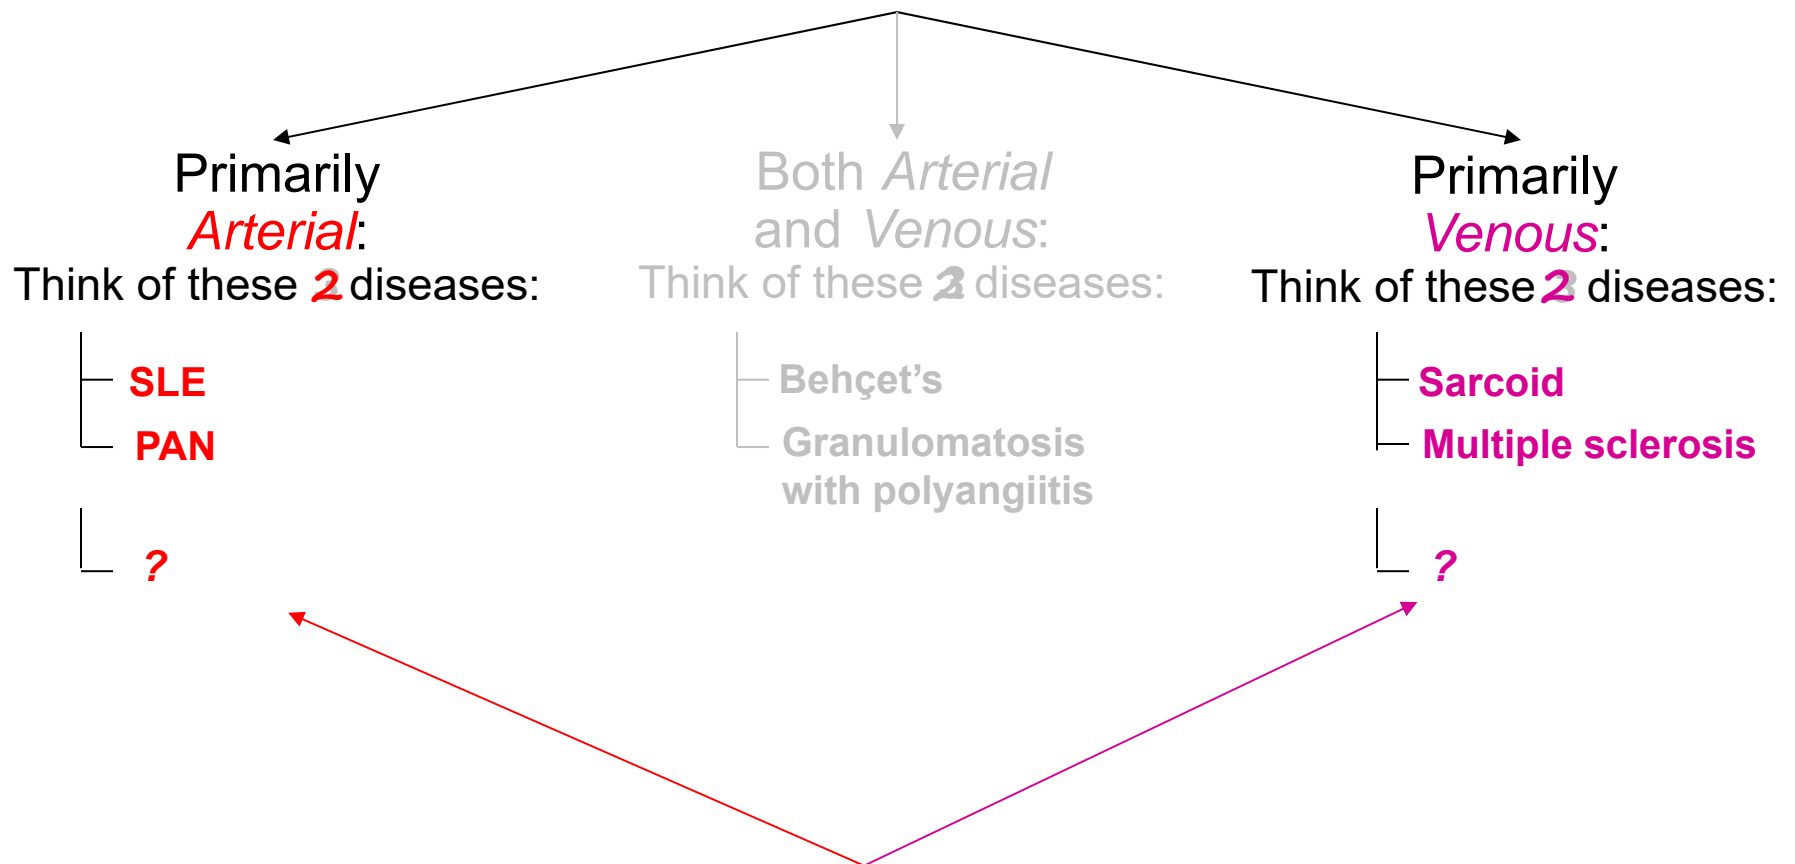 Primarily
Arterial:
Think of these 2 diseases:
SLE
PAN
?
Both Arterial
and Venous:
Think of these 2 diseases:
Behçet’s
Granulomatosis
with polyangiitis
Primarily
Venous:
Think of these 2 diseases:
Sarcoid
Multiple sclerosis
?